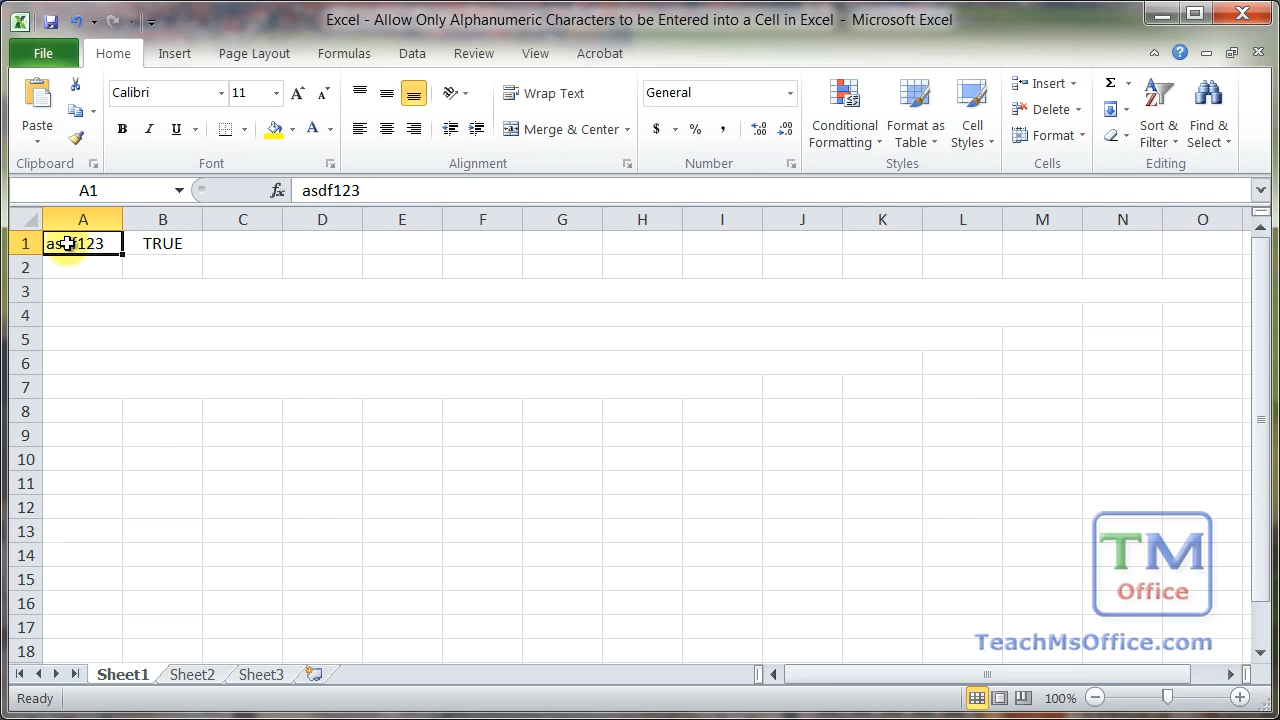 Excel - Allow Only Alphanumeric Characters to be Entered into a Cell in Excel - Microsoft Excel
File Home Insert Page Layout Formulas Data Review View Acrobat
Paste
Clipboard
Calibri 11
B I U
Font
Wrap Text
Merge & Center
Alignment
General
$ % ,
Number
Conditional Formatting
Format as Table
Cell Styles
Styles
Insert
Delete
Format
Cells
Sort & Filter
Find & Select
Editing
A1 fx asdf123
A B C D E F G H I J K L M N O
1 asdf123 TRUE
2
3
4
5
6
7
8
9
10
11
12
13
14
15
16
17
18
TM
Office
TeachMsOffice.com
Sheet1 Sheet2 Sheet3
Ready 100%